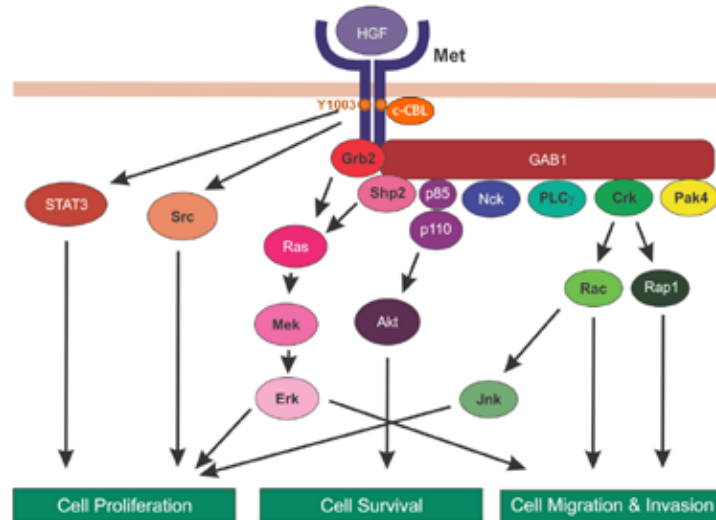 HGF
Met
Y1003
c-CBL
Grb2
GAB1
Shp2
p85
Nck
PLCγ
Crk
Pak4
STAT3
Src
p110
Ras
Rac
Rap1
Mek
Akt
Erk
Jnk
Cell Proliferation
Cell Survival
Cell Migration & Invasion